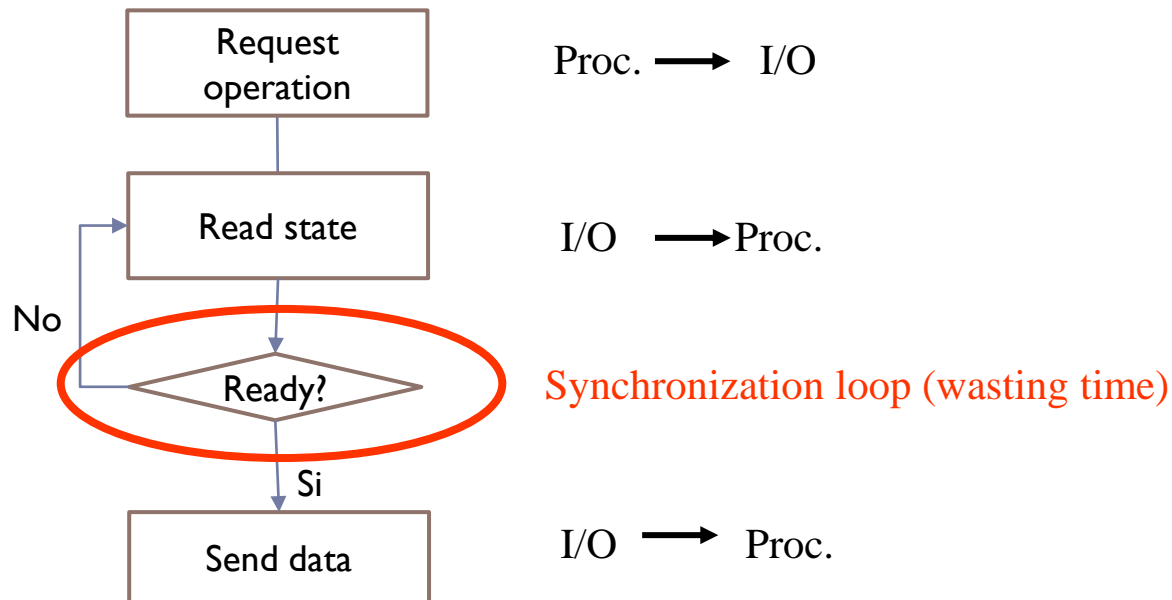 Request
operation
Proc. I/O
Read state
I/O Proc.
No
Ready?
Synchronization loop (wasting time)
Si
Send data
I/O Proc.